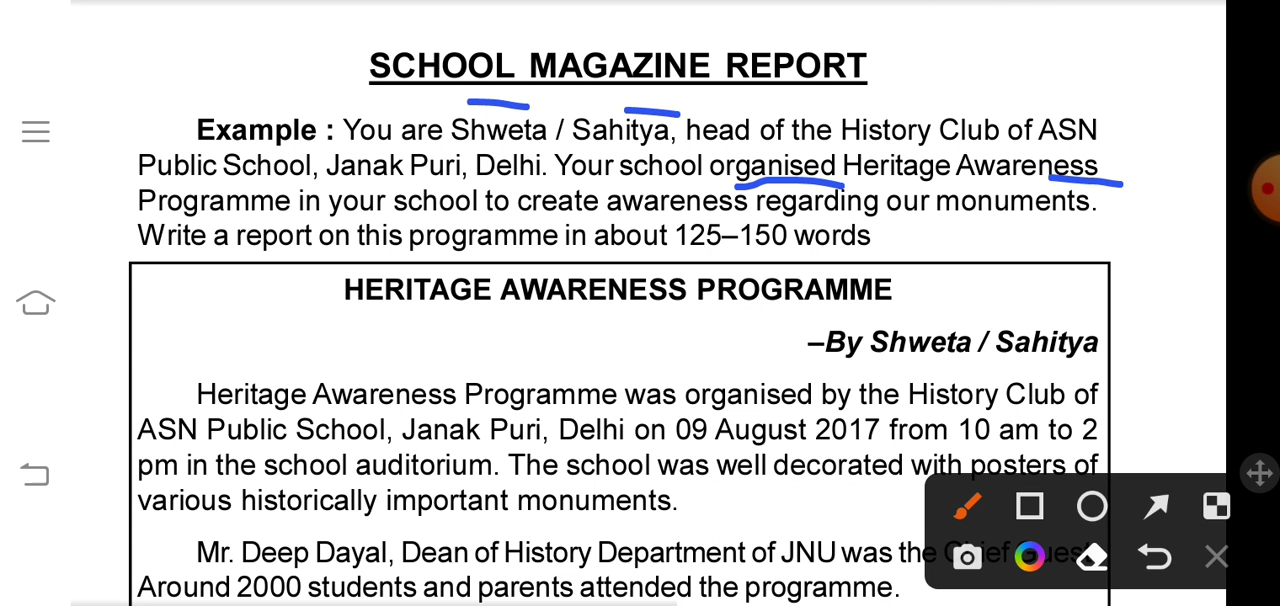 SCHOOL MAGAZINE REPORT
Example : You are Shweta / Sahitya, head of the History Club of ASN
Public School, Janak Puri, Delhi. Your school organised Heritage Awareness
Programme in your school to create awareness regarding our monuments.
Write a report on this programme in about 125–150 words
HERITAGE AWARENESS PROGRAMME
–By Shweta / Sahitya
Heritage Awareness Programme was organised by the History Club of
ASN Public School, Janak Puri, Delhi on 09 August 2017 from 10 am to 2
pm in the school auditorium. The school was well decorated with posters of
various historically important monuments.
Mr. Deep Dayal, Dean of History Department of JNU was the Chief Guest.
Around 2000 students and parents attended the programme.